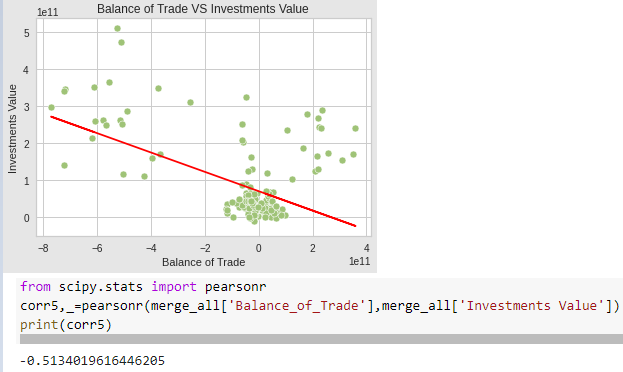 Balance of Trade VS Investments Value
1e11
5
4
3
2
1
0
Investments Value
−8
−6
−4
−2
0
2
4
Balance of Trade
1e11
from scipy.stats import pearsonr
corr5,_=pearsonr(merge_all['Balance_of_Trade'],merge_all['Investments Value'])
print(corr5)
-0.5134019616446205